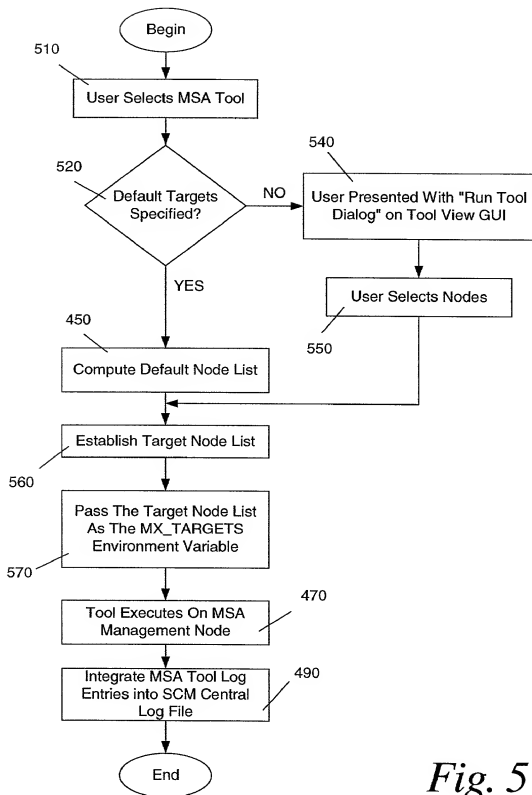 Begin
510
User Selects MSA Tool
520
Default Targets
Specified?
NO
540
User Presented With "Run Tool
Dialog" on Tool View GUI
YES
User Selects Nodes
550
450
Compute Default Node List
Establish Target Node List
560
Pass The Target Node List
As The MX_TARGETS
Environment Variable
570
Tool Executes On MSA
Management Node
470
Integrate MSA Tool Log
Entries into SCM Central
Log File
490
End
Fig. 5